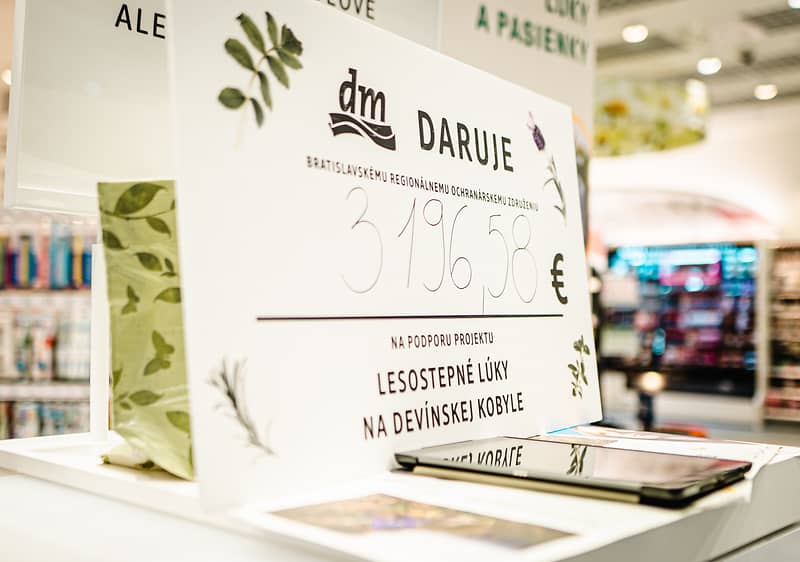 ALE
LÚKY
A PASIENKY
dm DARUJE
BRATISLAVSKÉMU REGIONÁLNEMU OCHRANÁRSKEMU ZDRUŽENIU
3 196,58 €
NA PODPORU PROJEKTU
LESOSTEPNÉ LÚKY
NA DEVÍNSKEJ KOBYLE